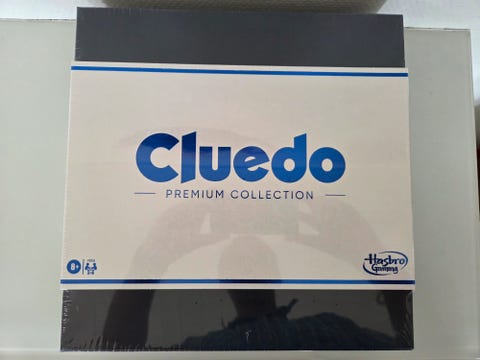 Cluedo
PREMIUM COLLECTION
8+
Hasbro
Gaming